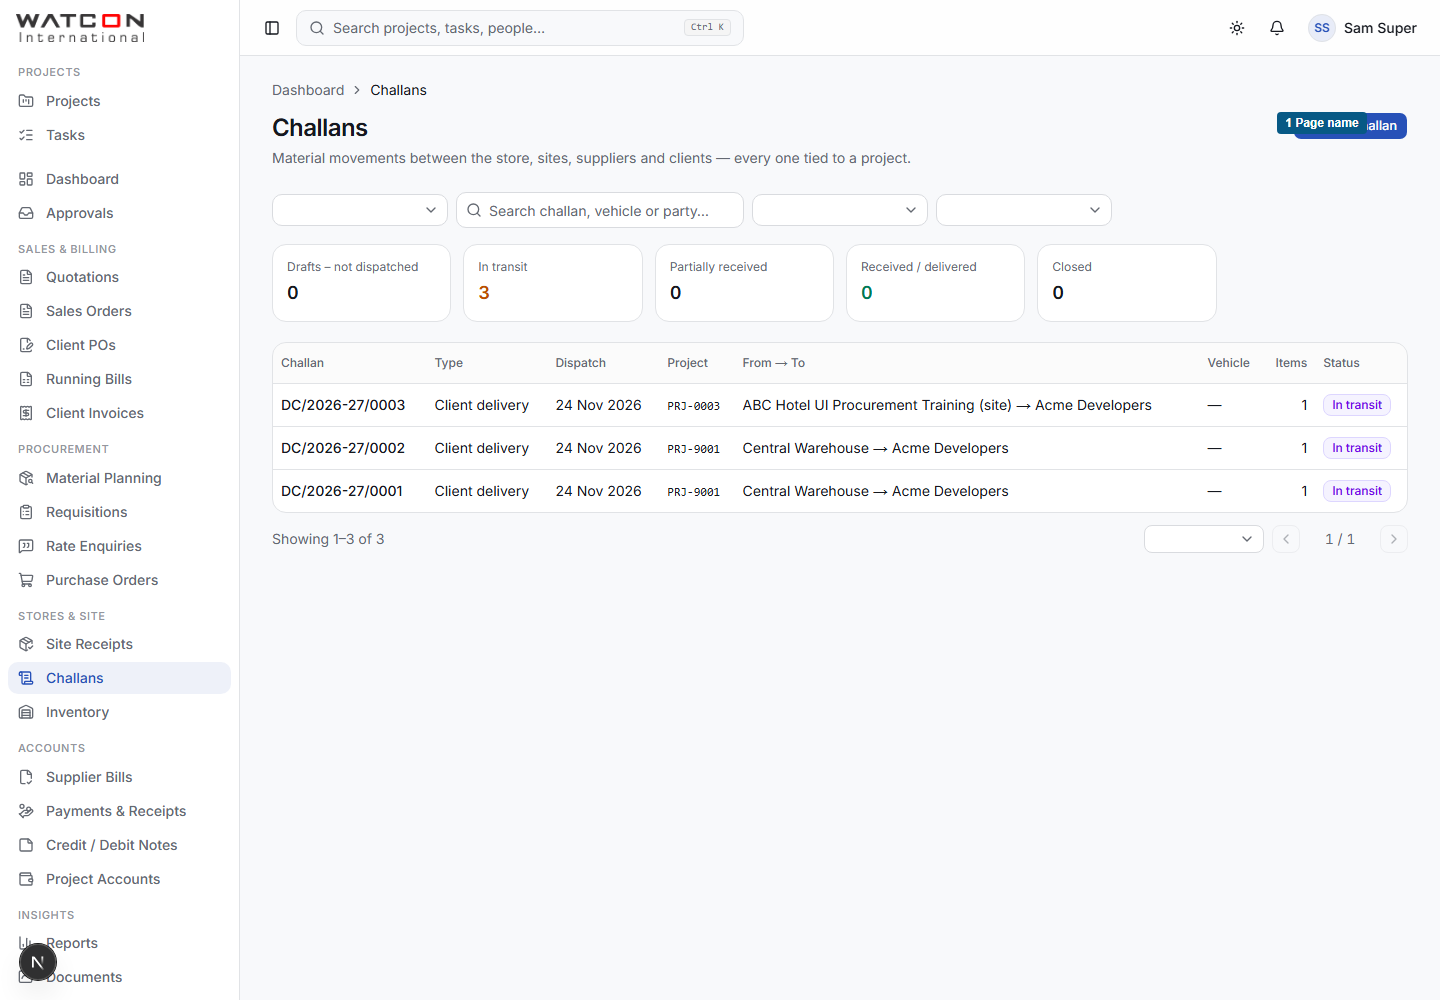 WATCON
International
Search projects, tasks, people...
Ctrl K
SS
Sam Super
PROJECTS
Projects
Tasks
Dashboard
Approvals
SALES & BILLING
Quotations
Sales Orders
Client POs
Running Bills
Client Invoices
PROCUREMENT
Material Planning
Requisitions
Rate Enquiries
Purchase Orders
STORES & SITE
Site Receipts
Challans
Inventory
ACCOUNTS
Supplier Bills
Payments & Receipts
Credit / Debit Notes
Project Accounts
INSIGHTS
Reports
Documents
N
Dashboard > Challans
Challans
1 Page name
allan
Material movements between the store, sites, suppliers and clients — every one tied to a project.
Search challan, vehicle or party...
Drafts – not dispatched
0
In transit
3
Partially received
0
Received / delivered
0
Closed
0
Challan Type Dispatch Project From → To Vehicle Items Status
DC/2026-27/0003 Client delivery 24 Nov 2026 PRJ-0003 ABC Hotel UI Procurement Training (site) → Acme Developers — 1 In transit
DC/2026-27/0002 Client delivery 24 Nov 2026 PRJ-9001 Central Warehouse → Acme Developers — 1 In transit
DC/2026-27/0001 Client delivery 24 Nov 2026 PRJ-9001 Central Warehouse → Acme Developers — 1 In transit
Showing 1–3 of 3
1 / 1